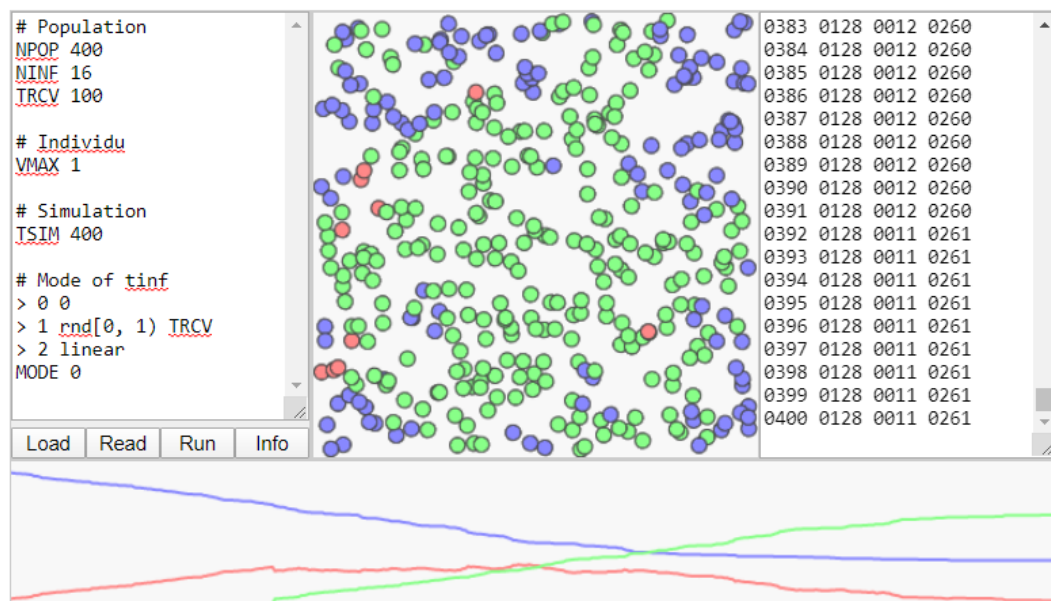 # Population
NPOP 400
NINF 16
TRCV 100
# Individu
VMAX 1
# Simulation
TSIM 400
# Mode of tinf
> 0 0
> 1 rnd[0, 1) TRCV
> 2 linear
MODE 0
Load Read Run Info
0383 0128 0012 0260
0384 0128 0012 0260
0385 0128 0012 0260
0386 0128 0012 0260
0387 0128 0012 0260
0388 0128 0012 0260
0389 0128 0012 0260
0390 0128 0012 0260
0391 0128 0012 0260
0392 0128 0011 0261
0393 0128 0011 0261
0394 0128 0011 0261
0395 0128 0011 0261
0396 0128 0011 0261
0397 0128 0011 0261
0398 0128 0011 0261
0399 0128 0011 0261
0400 0128 0011 0261